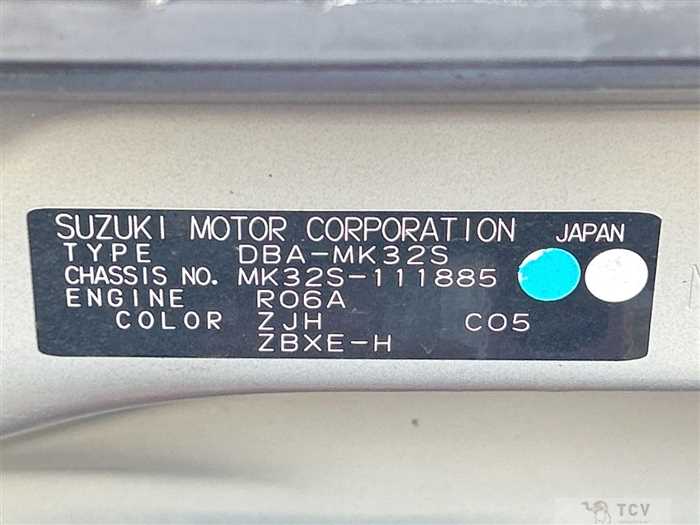 SUZUKI MOTOR CORPORATION JAPAN
TYPE DBA-MK32S
CHASSIS NO. MK32S-111885
ENGINE R06A
COLOR ZJH C05
ZBXE-H
TCV